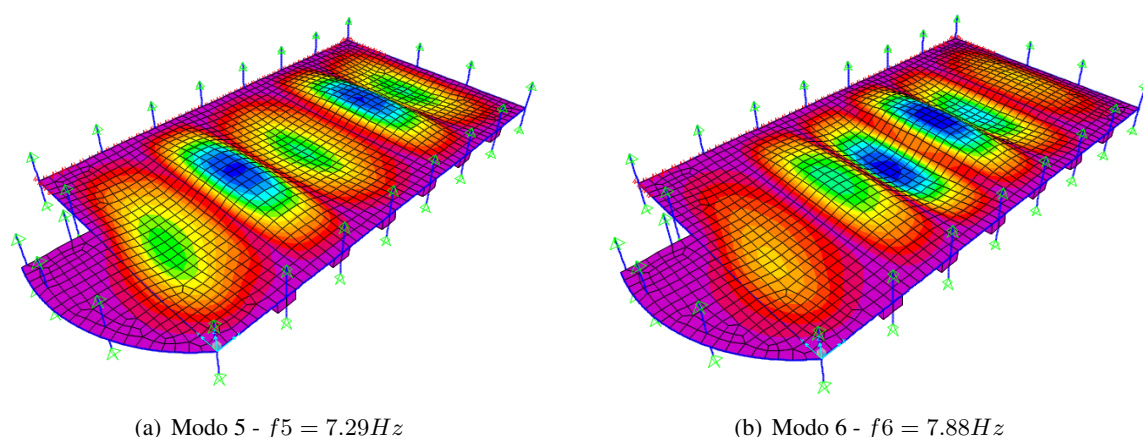 (a) Modo 5 - f5 = 7.29Hz
(b) Modo 6 - f6 = 7.88Hz